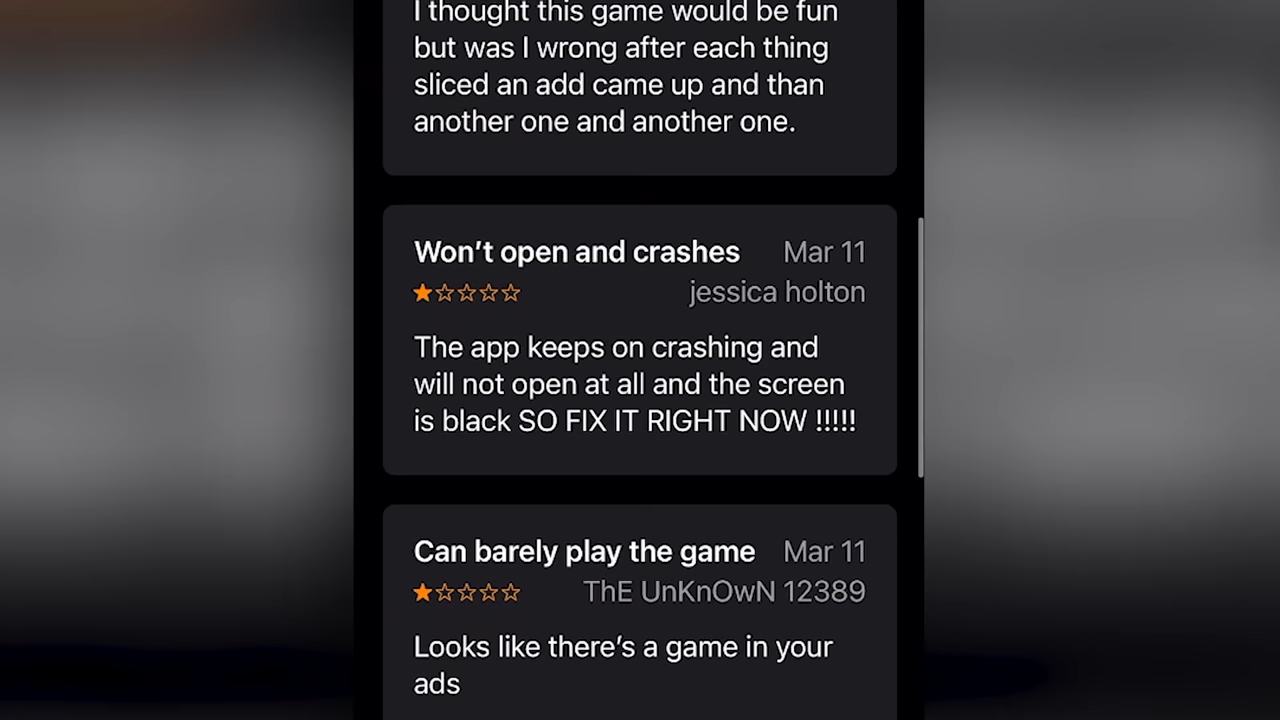 I thought this game would be fun
but was I wrong after each thing
sliced an add came up and than
another one and another one.
Won't open and crashes Mar 11
jessica holton
The app keeps on crashing and
will not open at all and the screen
is black SO FIX IT RIGHT NOW !!!!!
Can barely play the game Mar 11
ThE UnKnOwN 12389
Looks like there's a game in your
ads